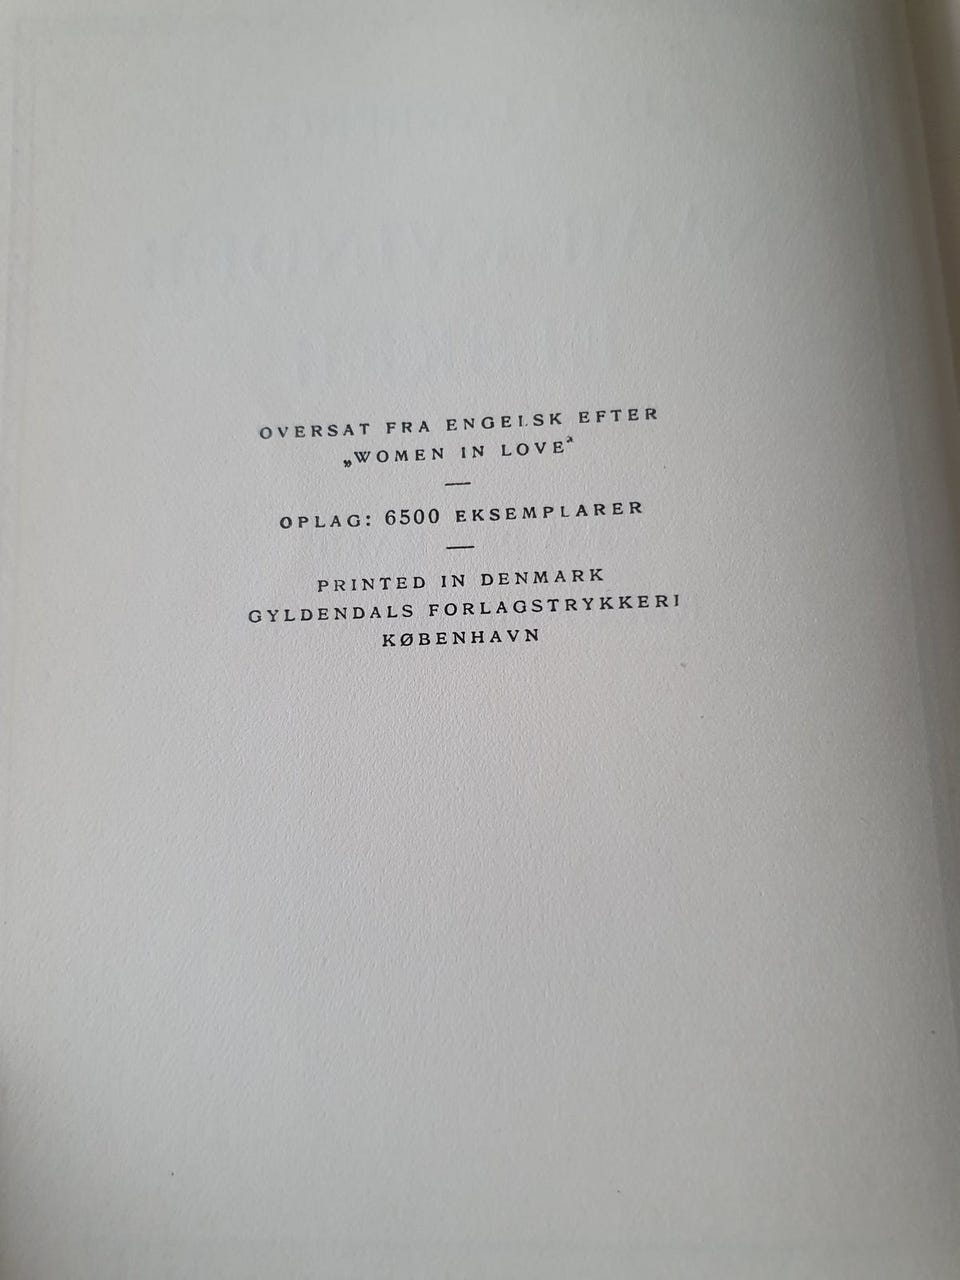 OVERSAT FRA ENGELSK EFTER
„WOMEN IN LOVE“
OPLAG: 6500 EKSEMPLARER
PRINTED IN DENMARK
GYLDENDALS FORLAGSTRYKKERI
KØBENHAVN